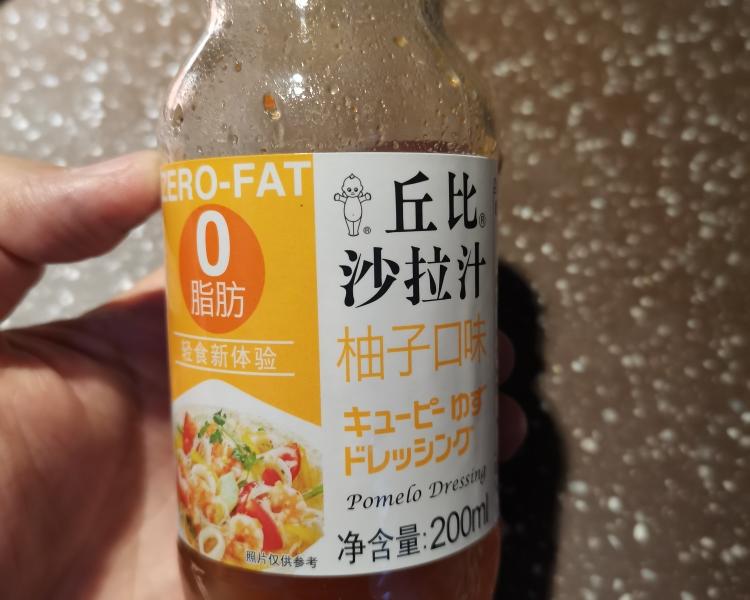 ZERO-FAT
0
脂肪
轻食新体验
照片仅供参考
丘比®
沙拉汁
柚子口味
キューピー ゆず
ドレッシング
Pomelo Dressing
净含量:200ml